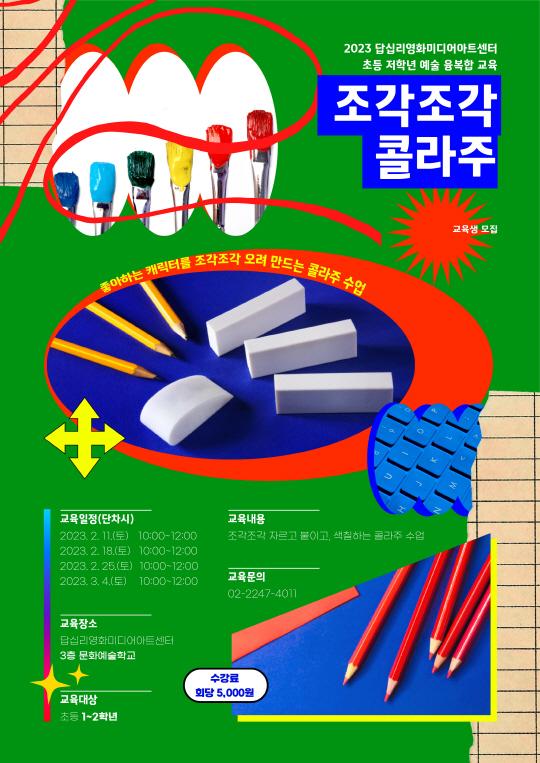 2023 답십리영화미디어아트센터
초등 저학년 예술 융복합 교육
조각조각
콜라주
교육생 모집
좋아하는 캐릭터를 조각조각 오려 만드는 콜라주 수업
교육일정(단차시)
2023. 2. 11.(토) 10:00~12:00
2023. 2. 18.(토) 10:00~12:00
2023. 2. 25.(토) 10:00~12:00
2023. 3. 4.(토) 10:00~12:00
교육장소
답십리영화미디어아트센터
3층 문화예술학교
교육대상
초등 1~2학년
교육내용
조각조각 자르고 붙이고, 색칠하는 콜라주 수업
교육문의
02-2247-4011
수강료
회당 5,000원